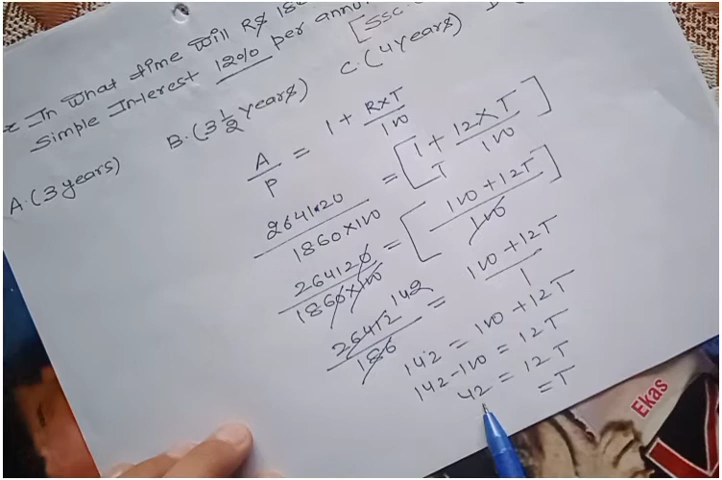 In What time will RS 18
Simple Interest 12% per annu
[SSC.
A.(3 years) B.(3 1/2 years) C.(4 years)
A/P = 1 + R×T/100
2641.20/1860×100 = [1/T + 12×T/100]
264120/1860×100 = [100+12T/100]
26412/186 142 = 100+12T/1
142 = 100 + 12T
142-100 = 12T
42 = 12T
= T
Ekas